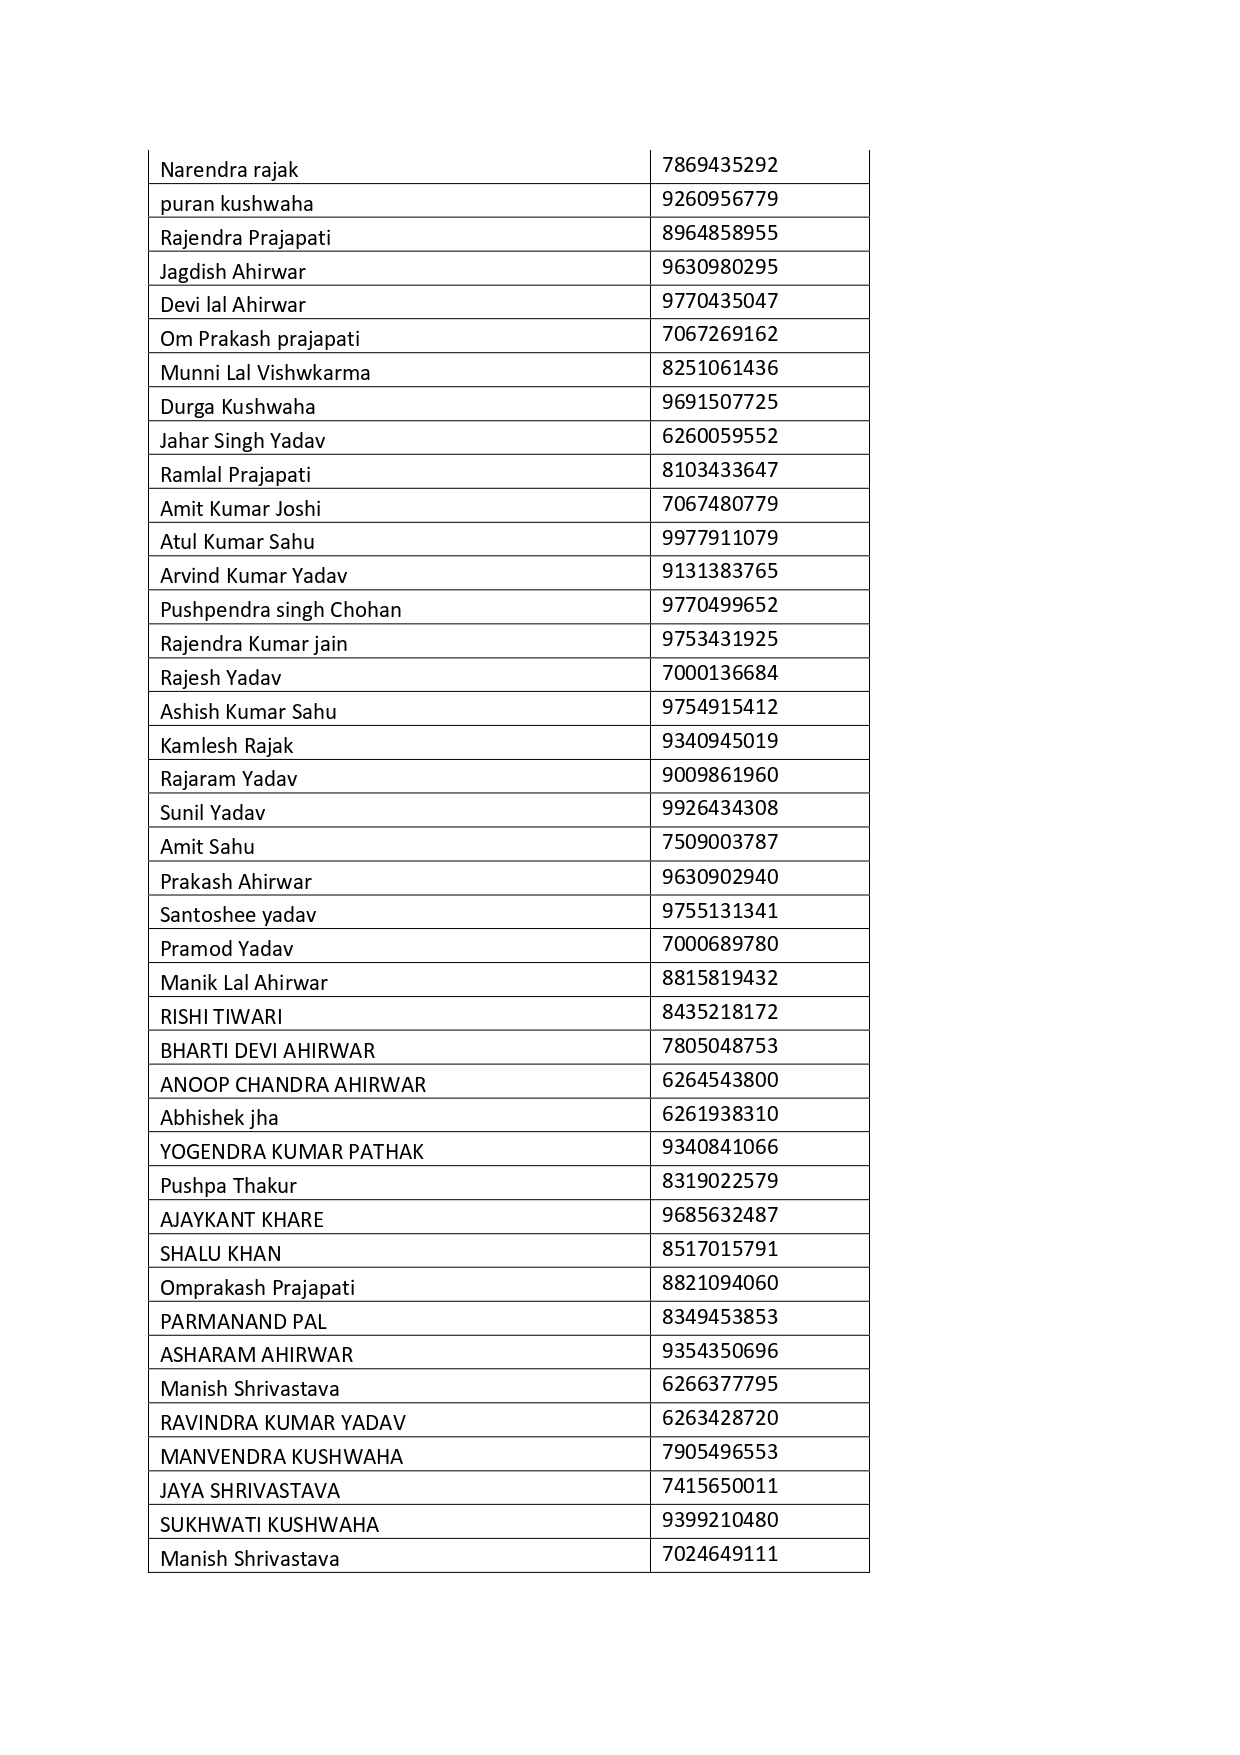 Narendra rajak 7869435292
puran kushwaha 9260956779
Rajendra Prajapati 8964858955
Jagdish Ahirwar 9630980295
Devi lal Ahirwar 9770435047
Om Prakash prajapati 7067269162
Munni Lal Vishwkarma 8251061436
Durga Kushwaha 9691507725
Jahar Singh Yadav 6260059552
Ramlal Prajapati 8103433647
Amit Kumar Joshi 7067480779
Atul Kumar Sahu 9977911079
Arvind Kumar Yadav 9131383765
Pushpendra singh Chohan 9770499652
Rajendra Kumar jain 9753431925
Rajesh Yadav 7000136684
Ashish Kumar Sahu 9754915412
Kamlesh Rajak 9340945019
Rajaram Yadav 9009861960
Sunil Yadav 9926434308
Amit Sahu 7509003787
Prakash Ahirwar 9630902940
Santoshee yadav 9755131341
Pramod Yadav 7000689780
Manik Lal Ahirwar 8815819432
RISHI TIWARI 8435218172
BHARTI DEVI AHIRWAR 7805048753
ANOOP CHANDRA AHIRWAR 6264543800
Abhishek jha 6261938310
YOGENDRA KUMAR PATHAK 9340841066
Pushpa Thakur 8319022579
AJAYKANT KHARE 9685632487
SHALU KHAN 8517015791
Omprakash Prajapati 8821094060
PARMANAND PAL 8349453853
ASHARAM AHIRWAR 9354350696
Manish Shrivastava 6266377795
RAVINDRA KUMAR YADAV 6263428720
MANVENDRA KUSHWAHA 7905496553
JAYA SHRIVASTAVA 7415650011
SUKHWATI KUSHWAHA 9399210480
Manish Shrivastava 7024649111